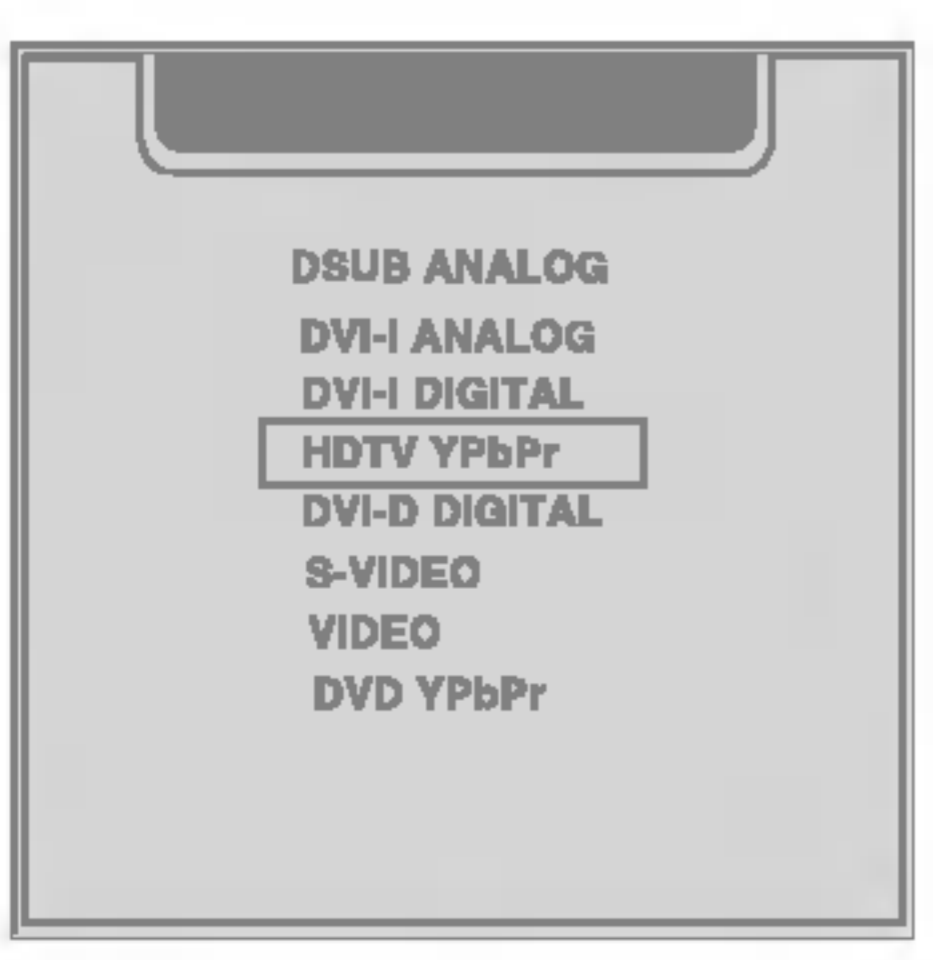 DSUB ANALOG
DVI-I ANALOG
DVI-I DIGITAL
HDTV YPbPr
DVI-D DIGITAL
S-VIDEO
VIDEO
DVD YPbPr